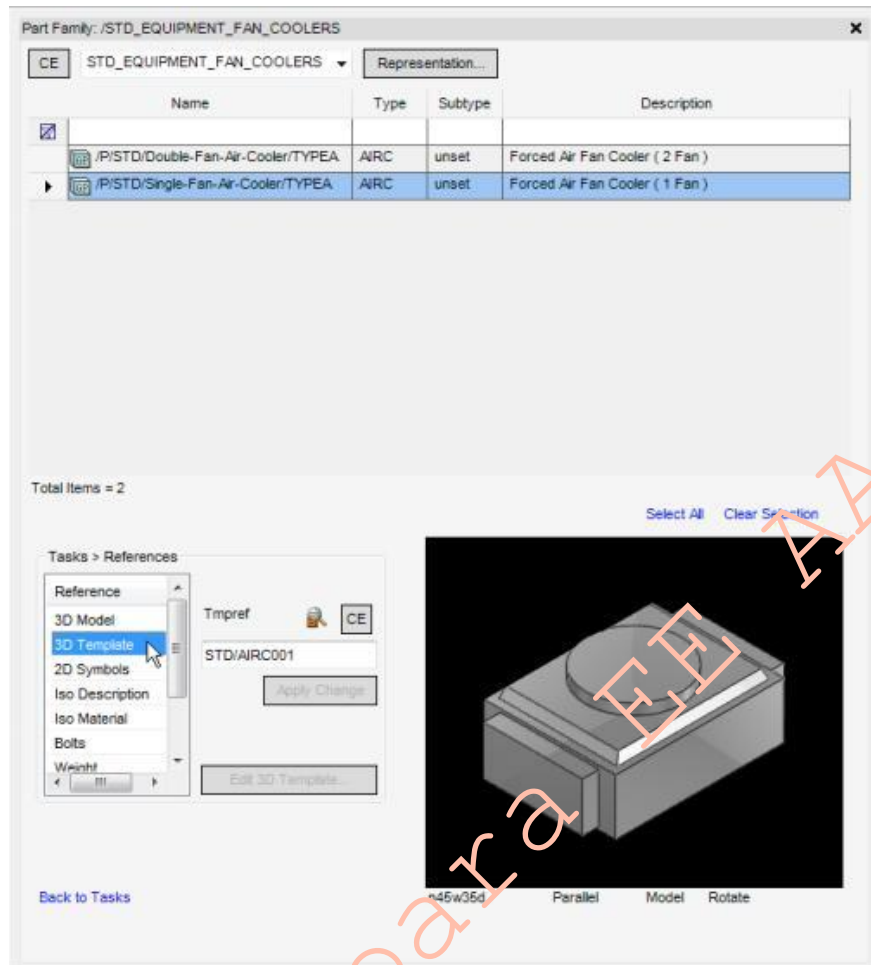 Part Family: /STD_EQUIPMENT_FAN_COOLERS
CE STD_EQUIPMENT_FAN_COOLERS Representation...
Name Type Subtype Description
/P/STD/Double-Fan-Air-Cooler/TYPEA AIRC unset Forced Air Fan Cooler ( 2 Fan )
/P/STD/Single-Fan-Air-Cooler/TYPEA AIRC unset Forced Air Fan Cooler ( 1 Fan )
Total Items = 2
Select All Clear Selection
Tasks > References
Reference
3D Model
3D Template
2D Symbols
Iso Description
Iso Material
Bolts
Weight
Tmpref CE
STD/AIRC001
Apply Change
Edit 3D Template...
Back to Tasks
n45w35d Parallel Model Rotate
para EE AA